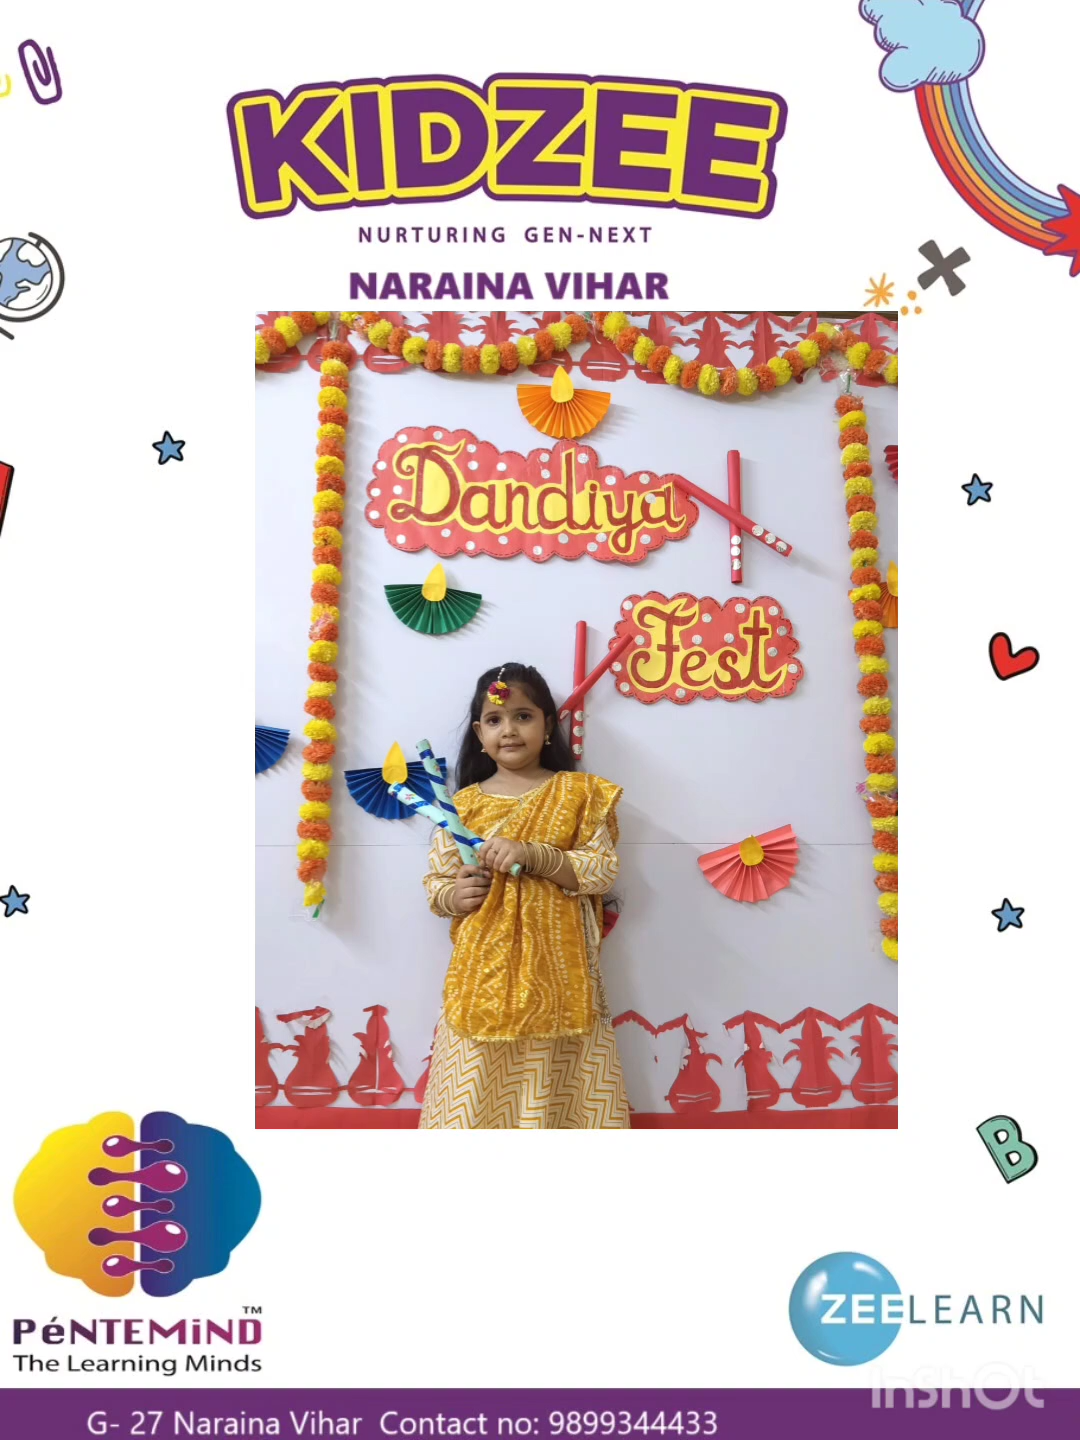 KIDZEE
NURTURING GEN-NEXT
NARAINA VIHAR
Dandiya
Fest
PéNTEMiND™
The Learning Minds
ZEELEARN
InShOt
G- 27 Naraina Vihar Contact no: 9899344433
B